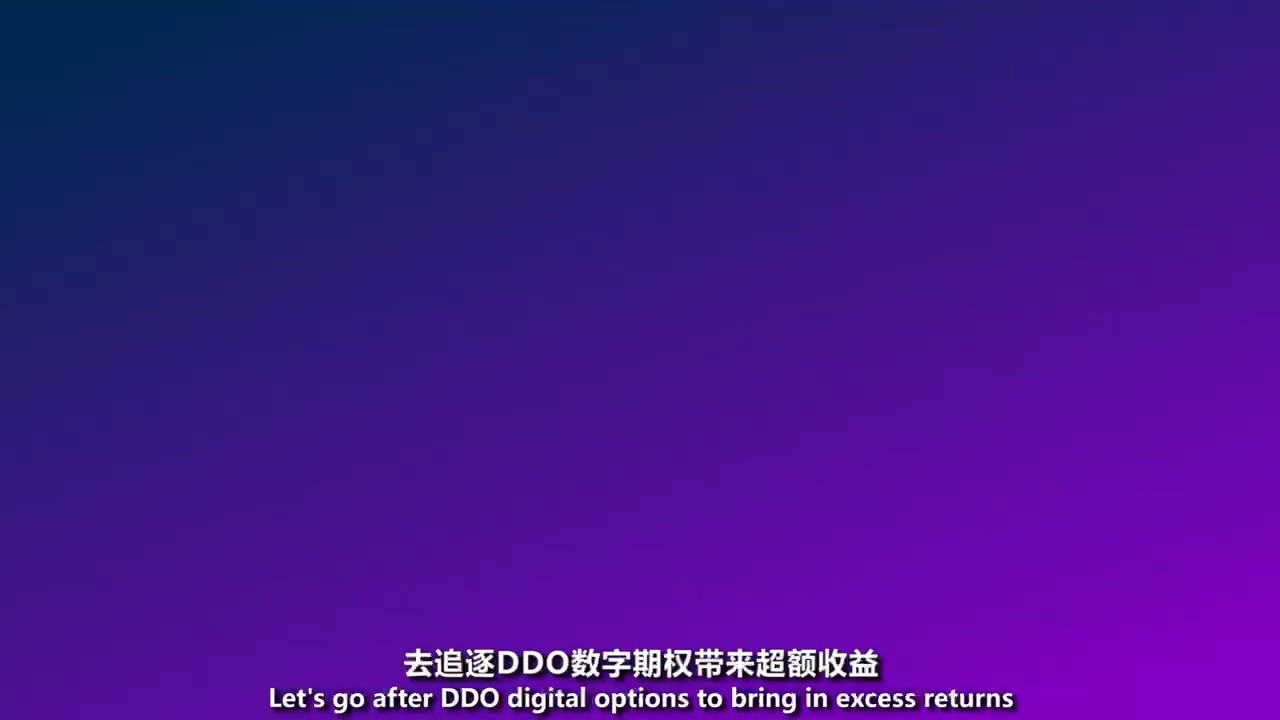 去追逐DDO数字期权带来超额收益
Let's go after DDO digital options to bring in excess returns